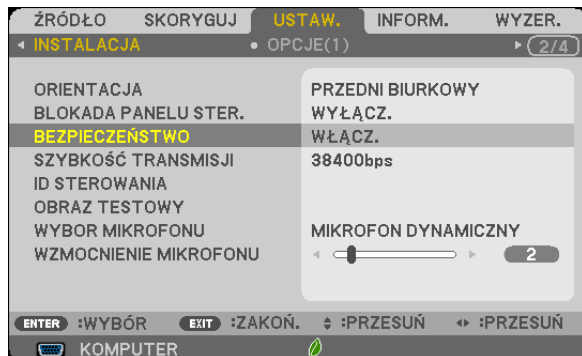 ŹRÓDŁO SKORYGUJ USTAW. INFORM. WYZER.
INSTALACJA • OPCJE(1) 2/4
ORIENTACJA PRZEDNI BIURKOWY
BLOKADA PANELU STER. WYŁĄCZ.
BEZPIECZEŃSTWO WŁĄCZ.
SZYBKOŚĆ TRANSMISJI 38400bps
ID STEROWANIA
OBRAZ TESTOWY
WYBOR MIKROFONU MIKROFON DYNAMICZNY
WZMOCNIENIE MIKROFONU 2
ENTER :WYBÓR EXIT :ZAKOŃ. :PRZESUŃ :PRZESUŃ
KOMPUTER